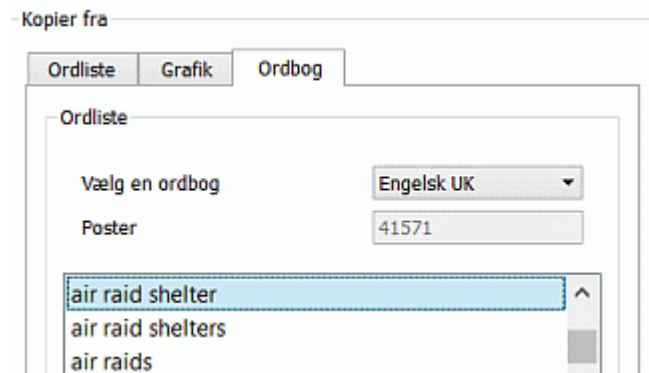 Kopier fra
Ordliste Grafik Ordbog
Ordliste
Vælg en ordbog Engelsk UK
Poster 41571
air raid shelter
air raid shelters
air raids